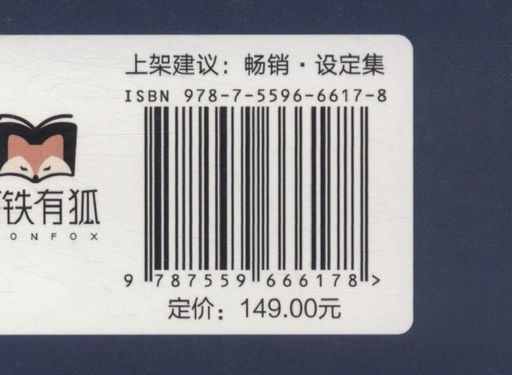 上架建议：畅销·设定集
ISBN 978-7-5596-6617-8
铁有狐
ONFOX
9 787559 666178 >
定价：149.00元